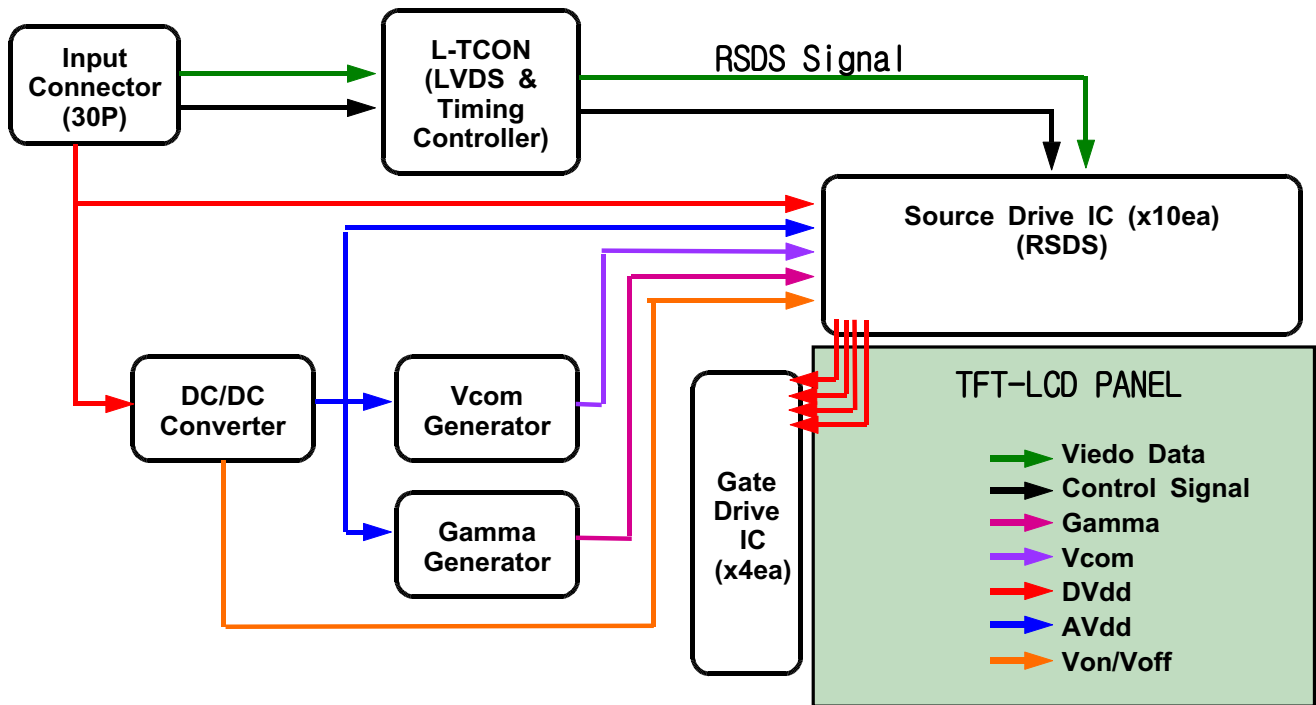 Input
Connector
(30P)
L-TCON
(LVDS &
Timing
Controller)
RSDS Signal
Source Drive IC (x10ea)
(RSDS)
DC/DC
Converter
Vcom
Generator
Gamma
Generator
Gate
Drive
IC
(x4ea)
TFT-LCD PANEL
Viedo Data
Control Signal
Gamma
Vcom
DVdd
AVdd
Von/Voff